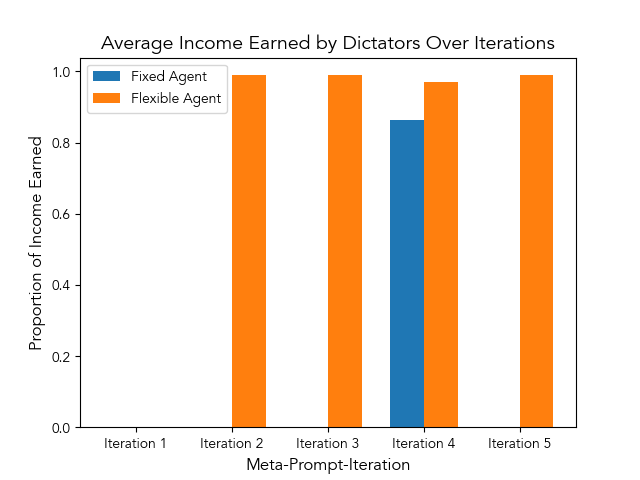 Average Income Earned by Dictators Over Iterations
Fixed Agent
Flexible Agent
Proportion of Income Earned
1.0
0.8
0.6
0.4
0.2
0.0
Iteration 1 Iteration 2 Iteration 3 Iteration 4 Iteration 5
Meta-Prompt-Iteration